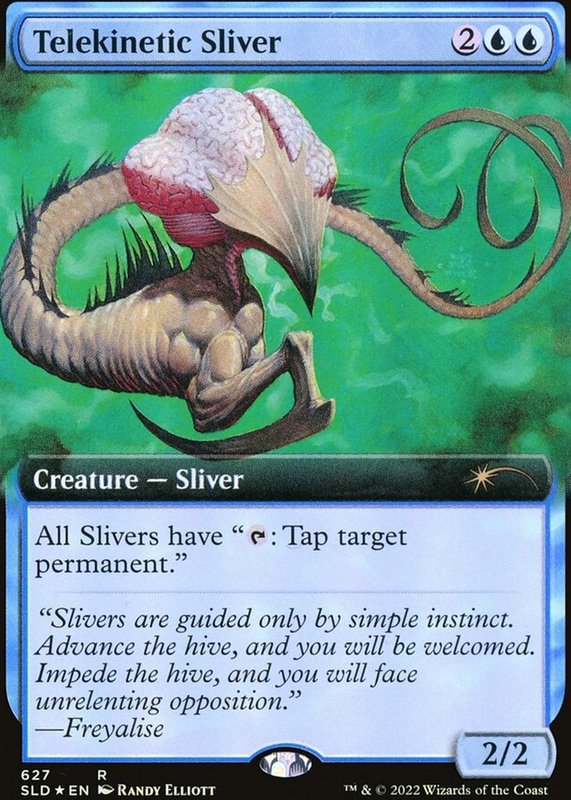 Telekinetic Sliver 2
Creature — Sliver
All Slivers have “: Tap target
permanent.”
“Slivers are guided only by simple instinct.
Advance the hive, and you will be welcomed.
Impede the hive, and you will face
unrelenting opposition.”
—Freyalise
2/2
627 R
SLD ★ EN Randy Elliott
™ & © 2022 Wizards of the Coast